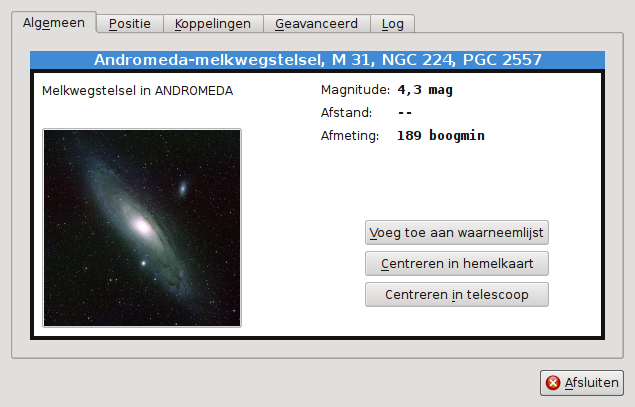 Algemeen Positie Koppelingen Geavanceerd Log
Andromeda-melkwegstelsel, M 31, NGC 224, PGC 2557
Melkwegstelsel in ANDROMEDA
Magnitude: 4,3 mag
Afstand: --
Afmeting: 189 boogmin
Voeg toe aan waarneemlijst
Centreren in hemelkaart
Centreren in telescoop
Afsluiten